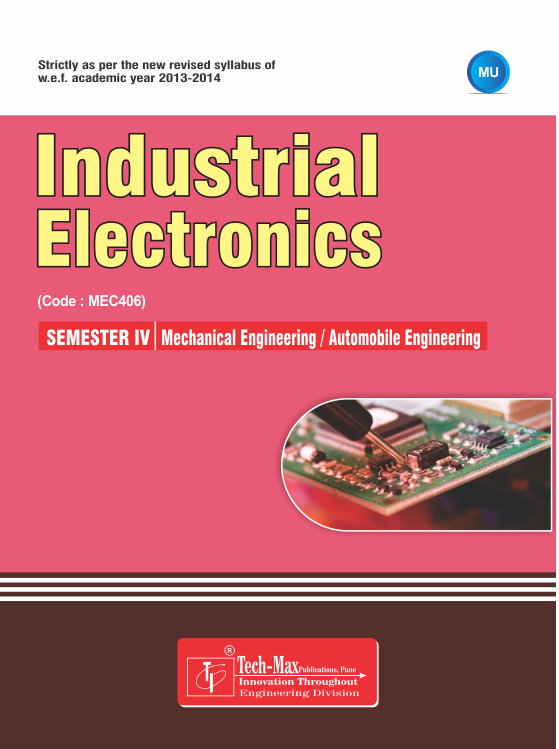 Strictly as per the new revised syllabus of
w.e.f. academic year 2013-2014
MU
Industrial
Electronics
(Code : MEC406)
SEMESTER IV | Mechanical Engineering / Automobile Engineering
®
Tech-Max Publications, Pune
Innovation Throughout
Engineering Division